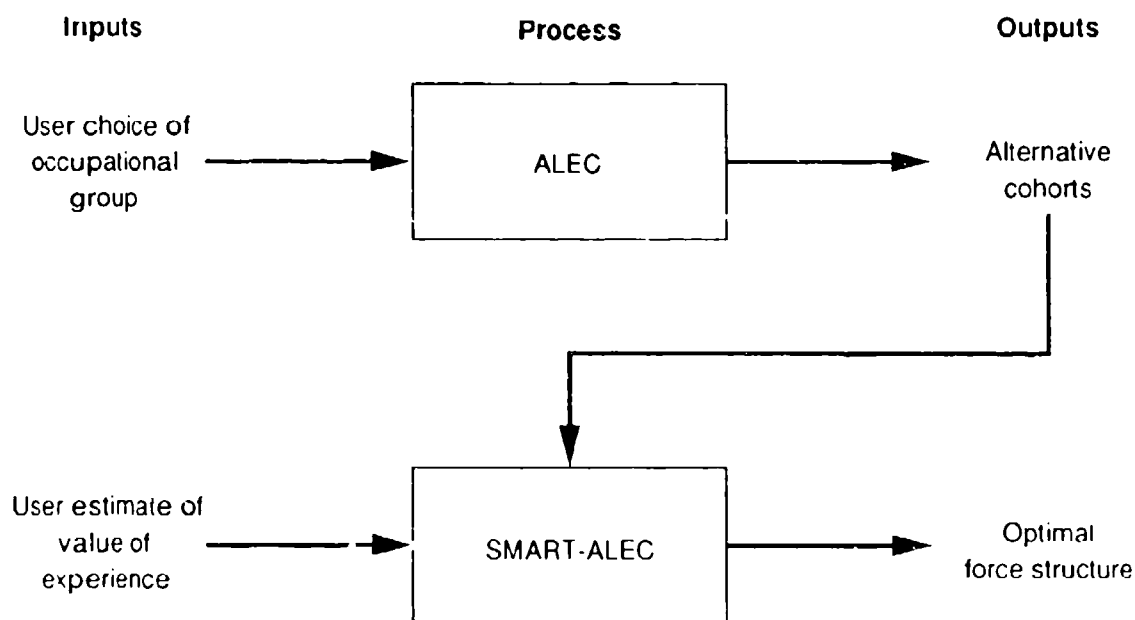 Inputs
Process
Outputs
User choice of
occupational
group
ALEC
Alternative
cohorts
User estimate of
value of
experience
SMART-ALEC
Optimal
force structure